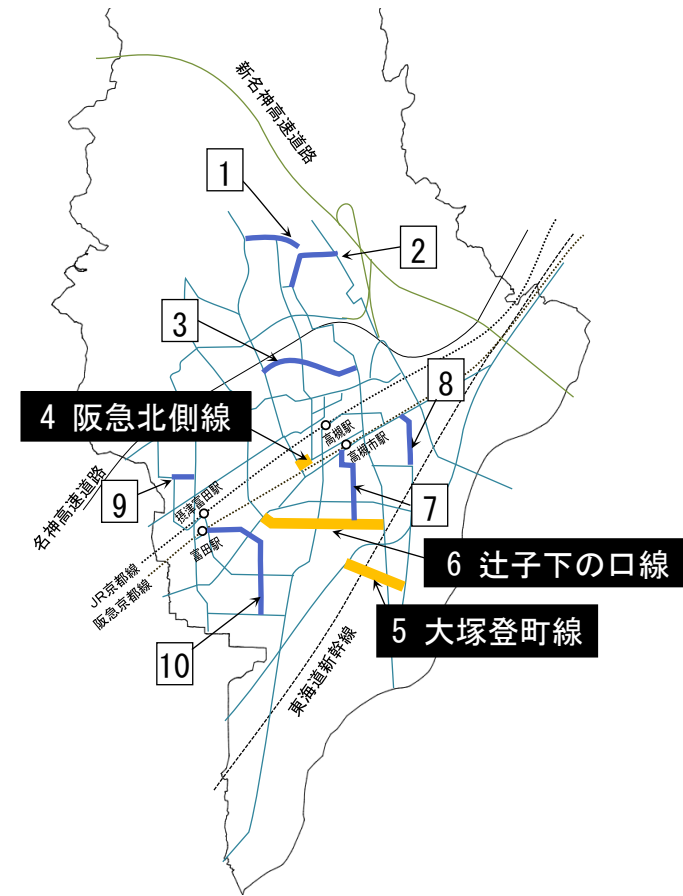 新名神高速道路
1
2
3
8
4 阪急北側線
高槻駅
高槻市駅
9
摂津富田駅
7
名神高速道路
富田駅
6 辻子下の口線
JR京都線
阪急京都線
5 大塚登町線
10
東海道新幹線